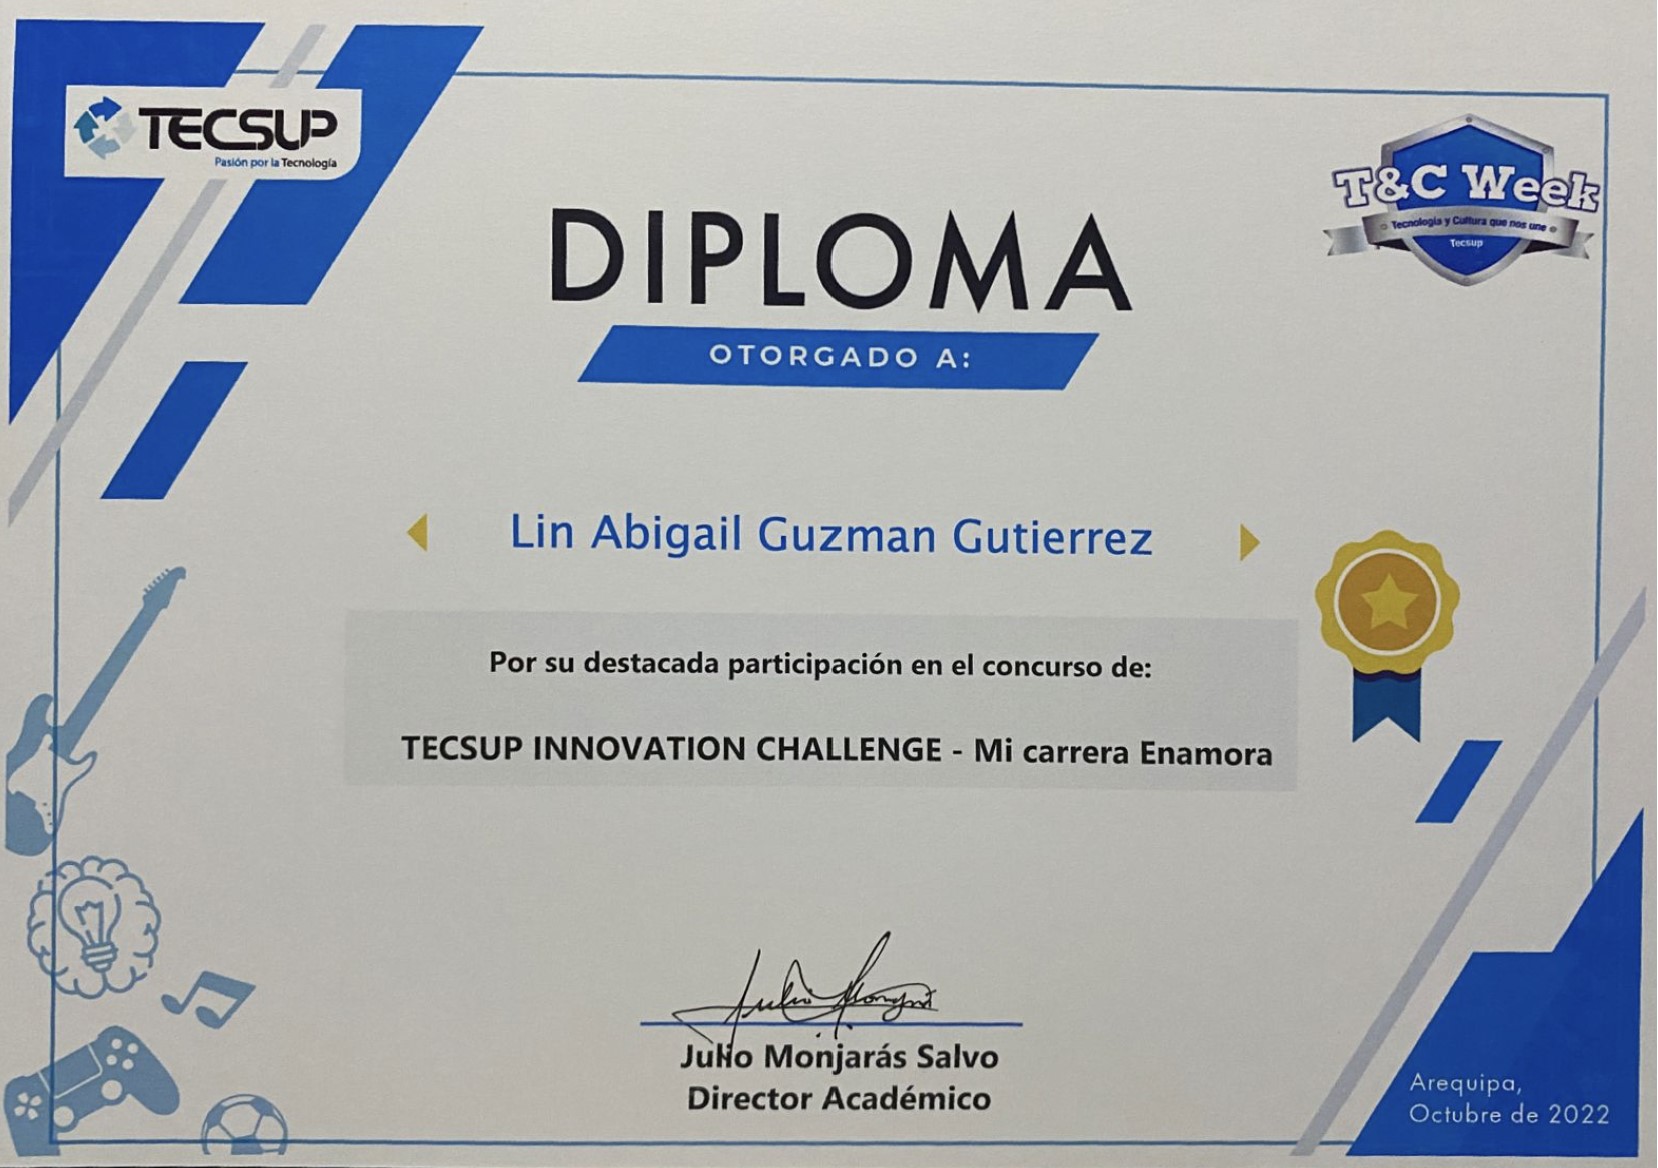 TECSUP
Pasión por la Tecnología
T&C Week
Tecnología y Cultura que nos une
Tecsup
DIPLOMA
OTORGADO A:
Lin Abigail Guzman Gutierrez
Por su destacada participación en el concurso de:
TECSUP INNOVATION CHALLENGE - Mi carrera Enamora
Julio Monjarás Salvo
Director Académico
Arequipa,
Octubre de 2022